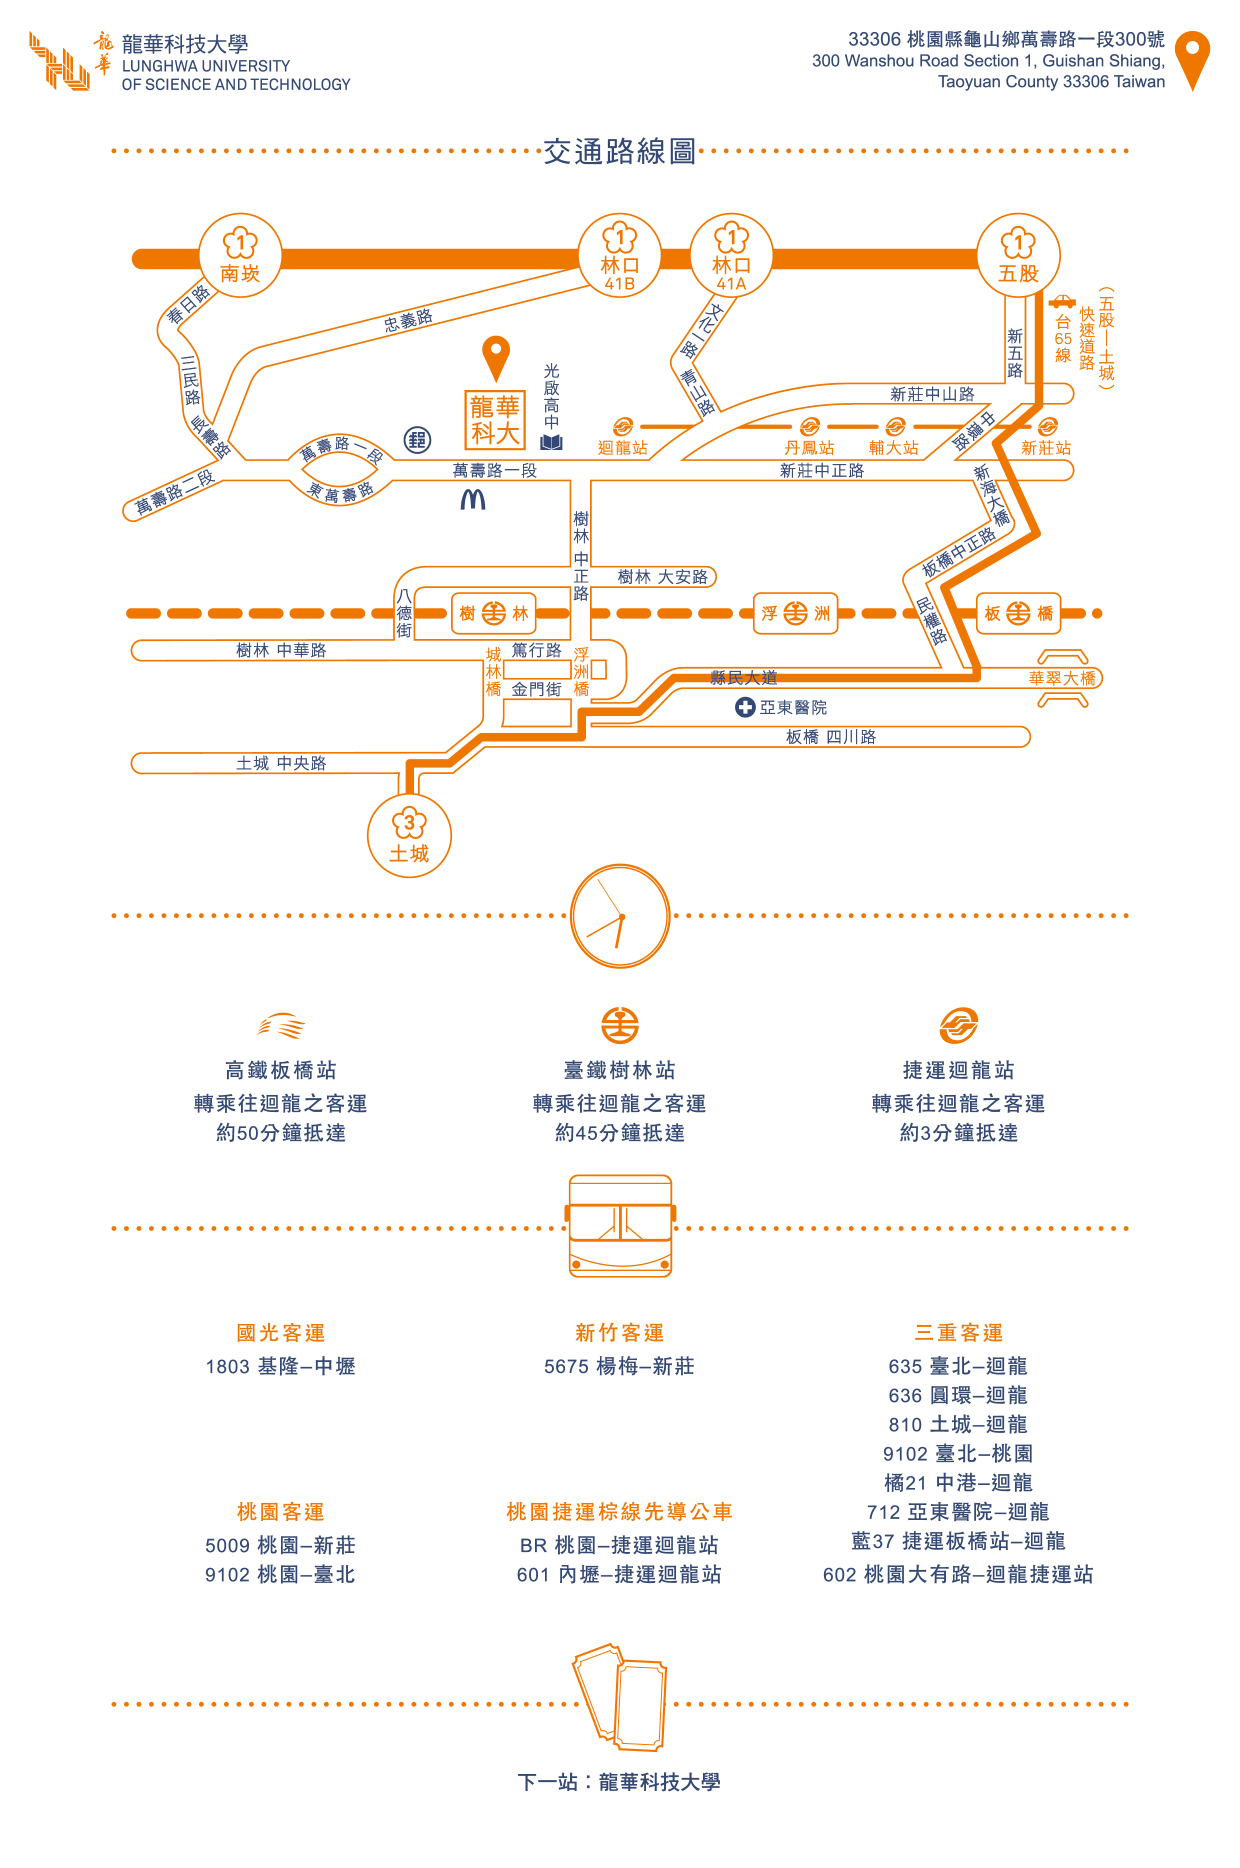 龍華
龍華科技大學
LUNGHWA UNIVERSITY
OF SCIENCE AND TECHNOLOGY
33306 桃園縣龜山鄉萬壽路一段300號
300 Wanshou Road Section 1, Guishan Shiang,
Taoyuan County 33306 Taiwan
交通路線圖
1
南崁
1
林口
41B
1
林口
41A
1
五股
春日路
忠義路
文化一路
新五路
台65線
快速道路
（五股—土城）
三民路
青山路
光啟高中
龍華
科大
新莊中山路
長壽路
萬壽路一段
郵
迴龍站
丹鳳站
輔大站
中環路
新莊站
萬壽路二段
東萬壽路
萬壽路一段
新莊中正路
新海大橋
樹林 中正路
板橋中正路
樹林 大安路
八德街
樹 林
浮 洲
民權路
板 橋
樹林 中華路
城林橋
篤行路
浮洲橋
金門街
縣民大道
華翠大橋
亞東醫院
板橋 四川路
土城 中央路
3
土城
高鐵板橋站
轉乘往迴龍之客運
約50分鐘抵達
臺鐵樹林站
轉乘往迴龍之客運
約45分鐘抵達
捷運迴龍站
轉乘往迴龍之客運
約3分鐘抵達
國光客運
1803 基隆–中壢
新竹客運
5675 楊梅–新莊
三重客運
635 臺北–迴龍
636 圓環–迴龍
810 土城–迴龍
9102 臺北–桃園
橘21 中港–迴龍
712 亞東醫院–迴龍
藍37 捷運板橋站–迴龍
602 桃園大有路–迴龍捷運站
桃園客運
5009 桃園–新莊
9102 桃園–臺北
桃園捷運棕線先導公車
BR 桃園–捷運迴龍站
601 內壢–捷運迴龍站
下一站：龍華科技大學